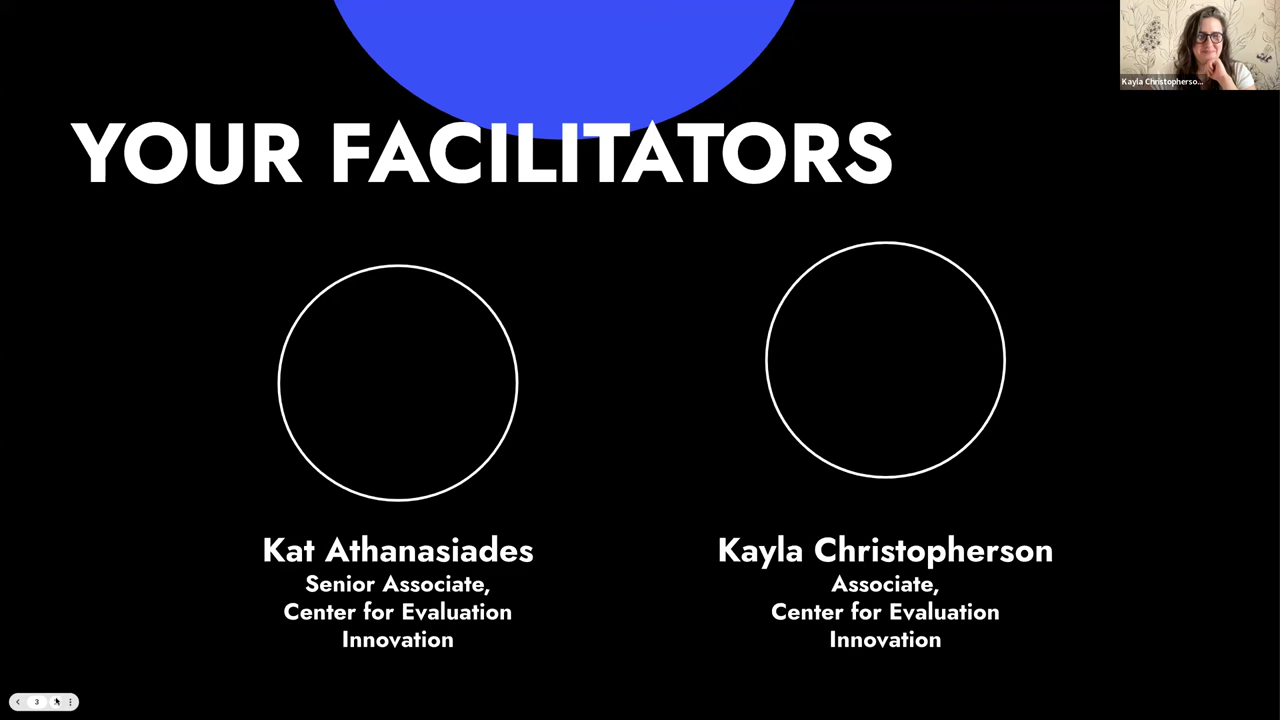 Kayla Christopherso...
YOUR FACILITATORS
Kat Athanasiades
Senior Associate,
Center for Evaluation
Innovation
Kayla Christopherson
Associate,
Center for Evaluation
Innovation
3